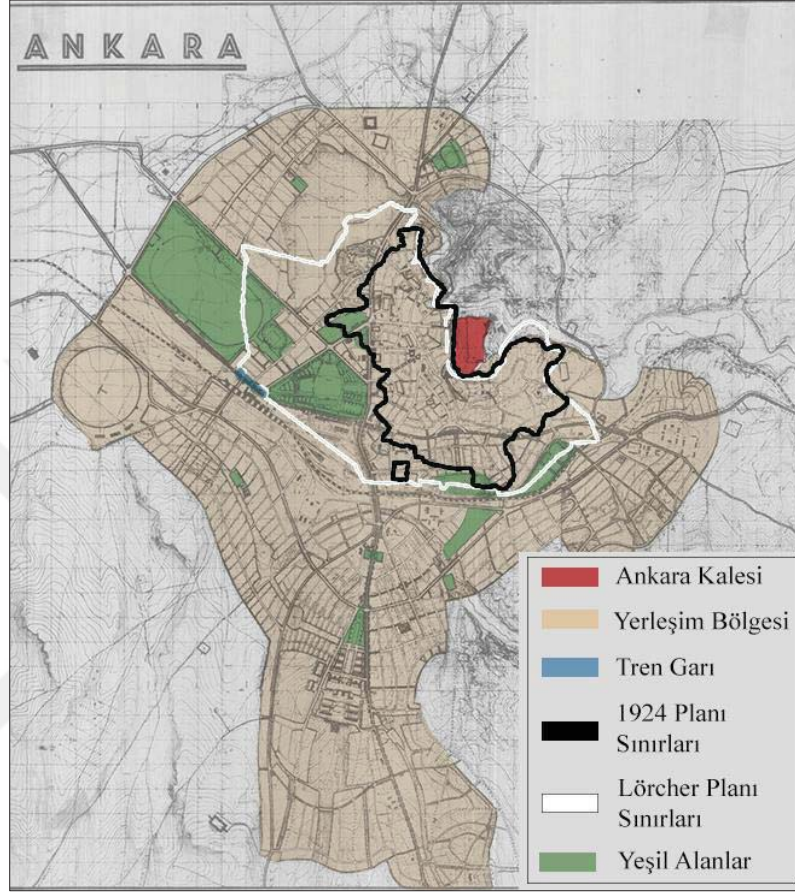 ANKARA
Ankara Kalesi
Yerleşim Bölgesi
Tren Garı
1924 Planı
Sınırları
Lörcher Planı
Sınırları
Yeşil Alanlar